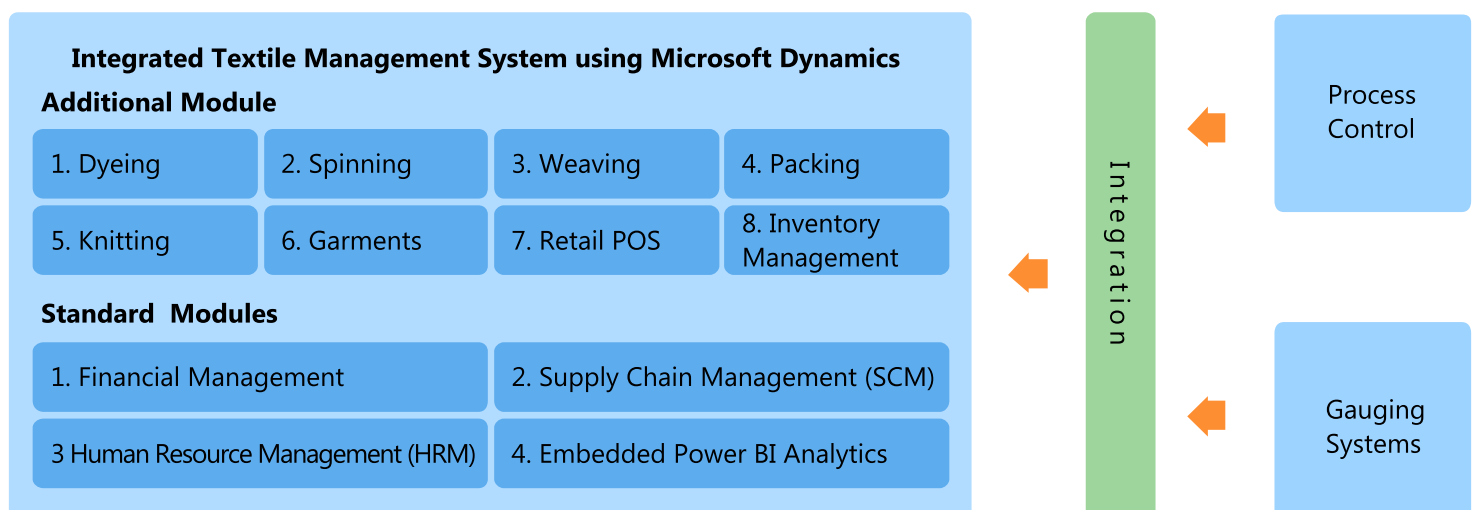 Integrated Textile Management System using Microsoft Dynamics
Additional Module
1. Dyeing
2. Spinning
3. Weaving
4. Packing
5. Knitting
6. Garments
7. Retail POS
8. Inventory
Management
Standard Modules
1. Financial Management
2. Supply Chain Management (SCM)
3 Human Resource Management (HRM)
4. Embedded Power BI Analytics
Integration
Process
Control
Gauging
Systems